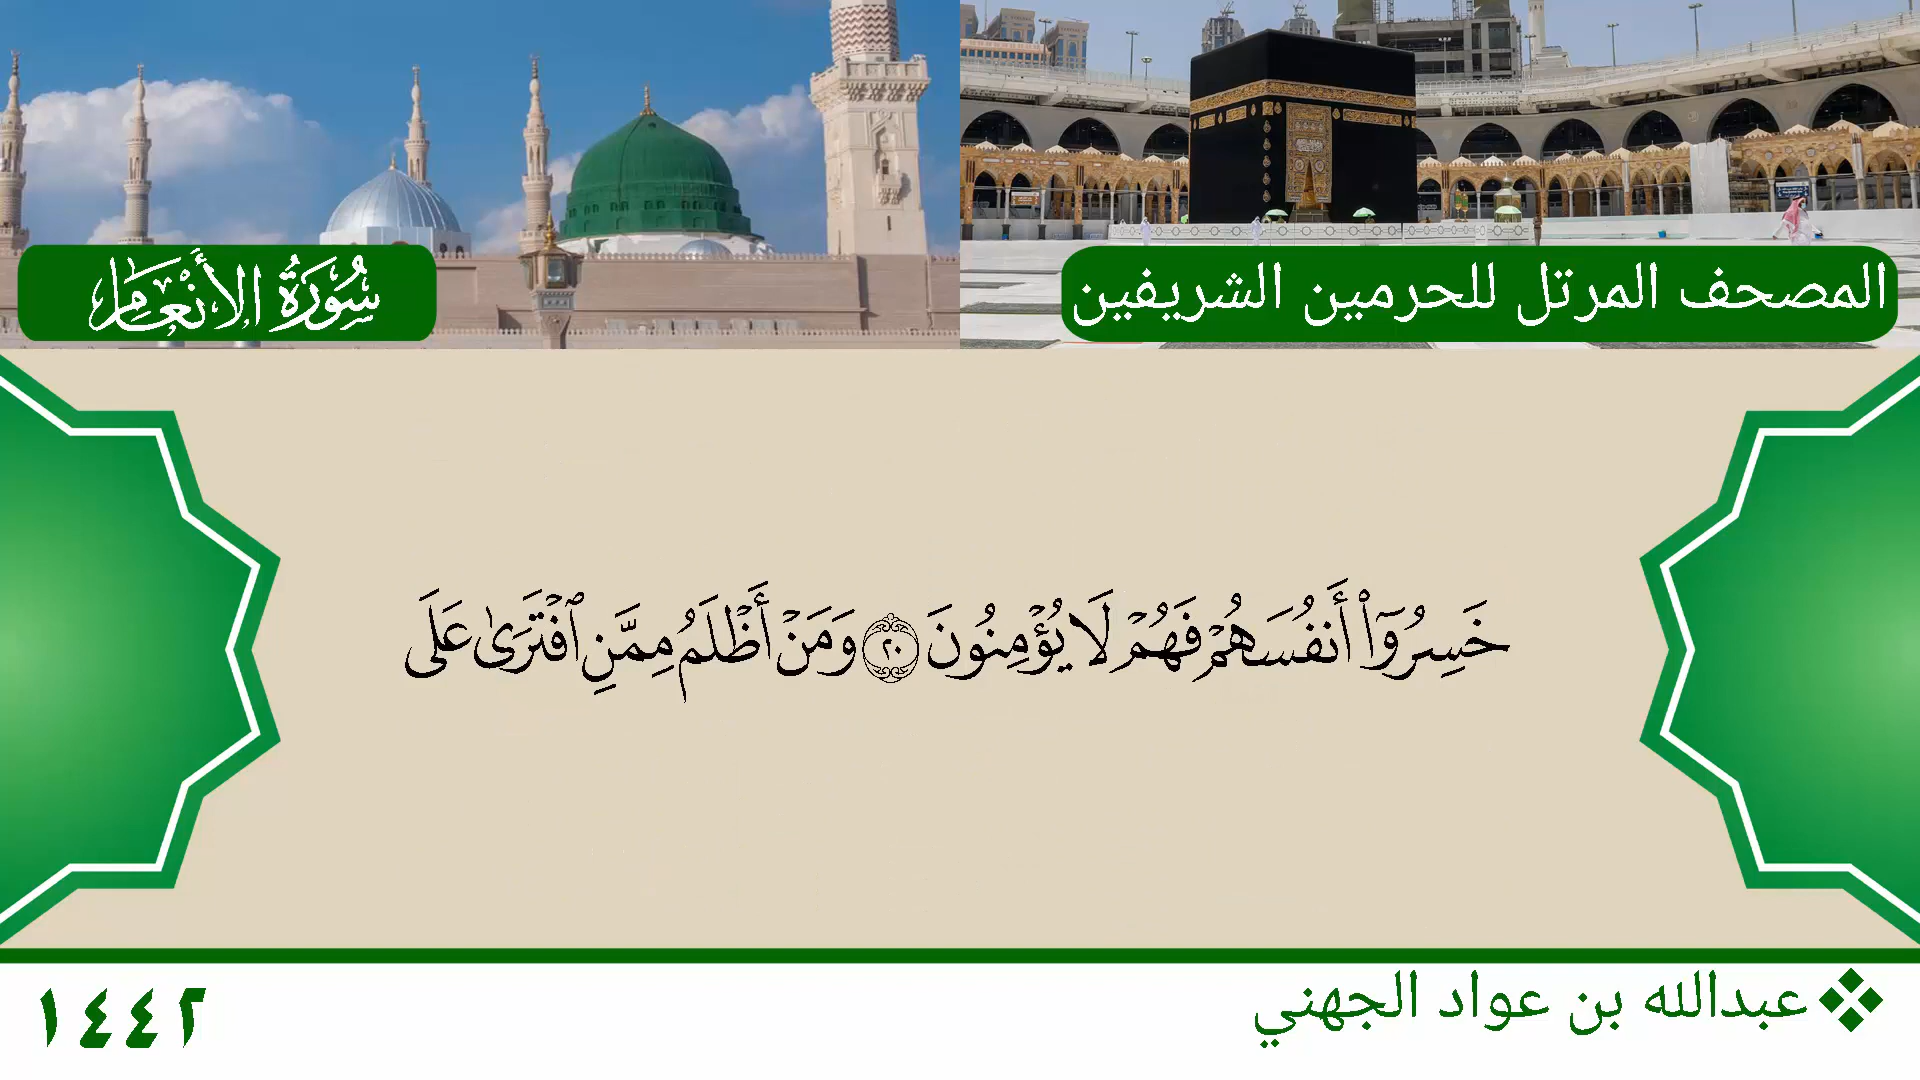 المصحف المرتل للحرمين الشريفين
سُورَةُ الأَنْعَامِ
خَسِرُوٓا۟ أَنفُسَهُمْ فَهُمْ لَا يُؤْمِنُونَ ٢٠ وَمَنْ أَظْلَمُ مِمَّنِ ٱفْتَرَىٰ عَلَى
عبدالله بن عواد الجهني
١٤٤٢